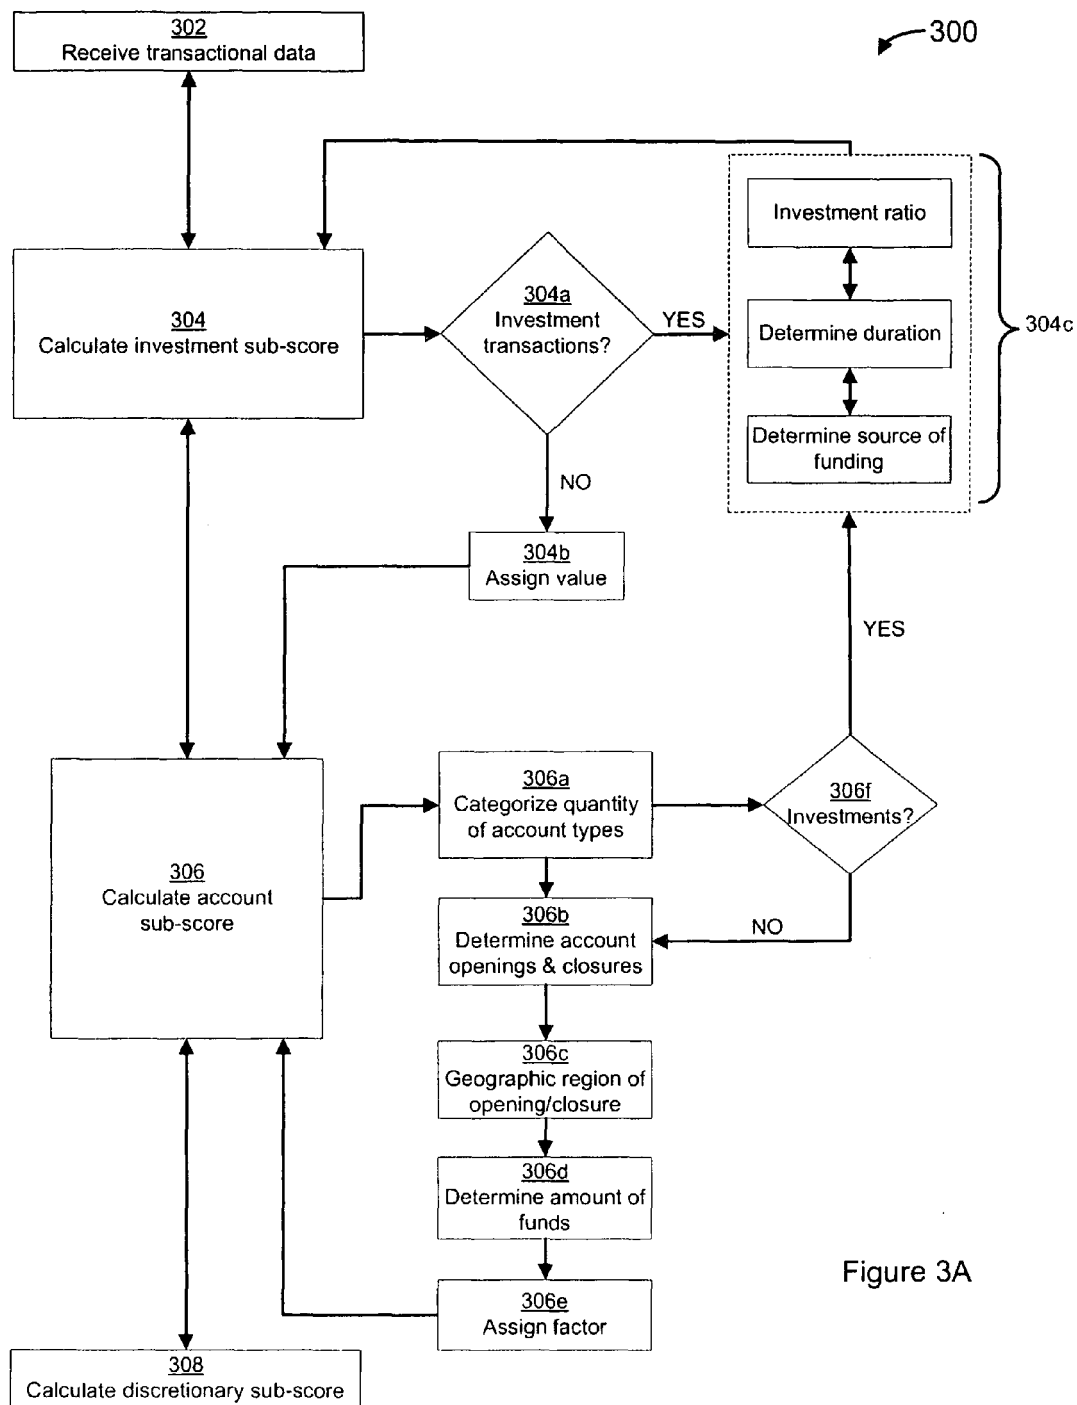 302
Receive transactional data
300
Investment ratio
304
Calculate investment sub-score
304a
Investment
transactions?
YES
Determine duration
304c
Determine source of
funding
NO
304b
Assign value
YES
306a
Categorize quantity
of account types
306f
Investments?
306
Calculate account
sub-score
306b
Determine account
openings & closures
NO
306c
Geographic region of
opening/closure
306d
Determine amount of
funds
306e
Assign factor
Figure 3A
308
Calculate discretionary sub-score